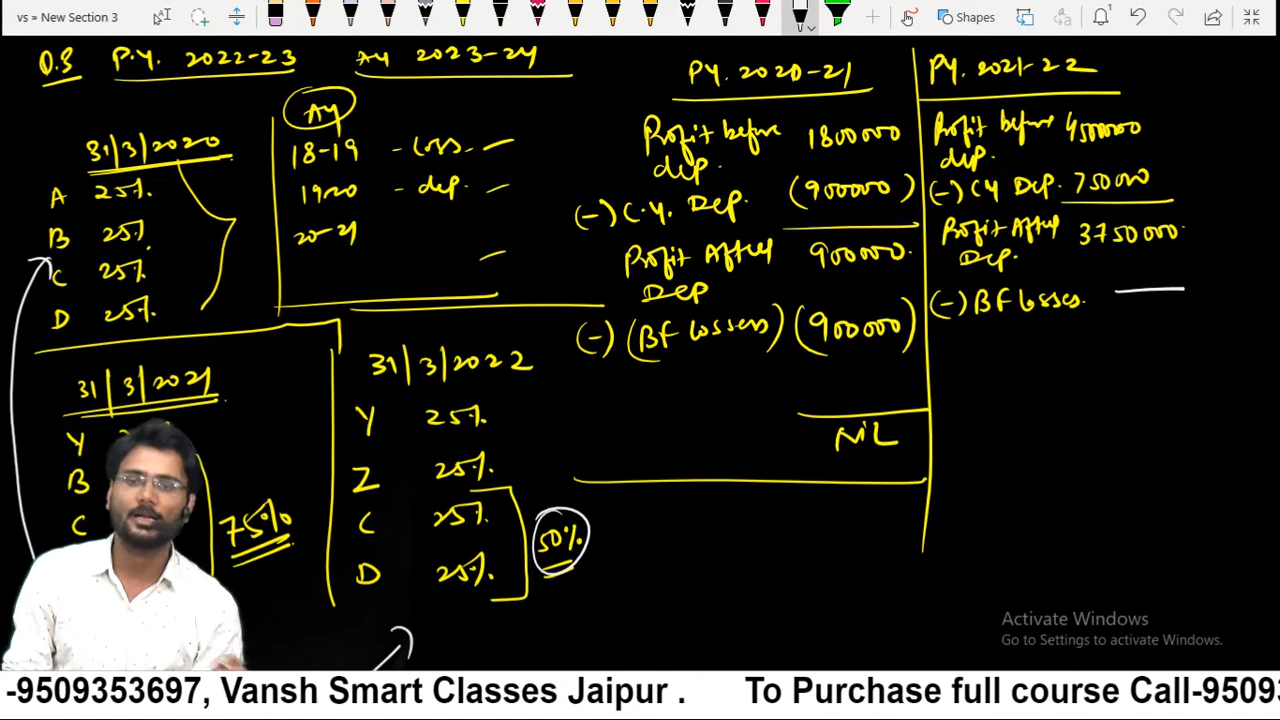 vs » New Section 3
Shapes
Q.8 P.Y. 2022-23 AY 2023-24
31/3/2020
A 25%
B 25%
C 25%
D 25%
AY
18-19 - Loss -
19-20 - dep. -
20-21 -
31/3/2021
Y
B
C
75%
31/3/2022
Y 25%
Z 25%
C 25%
D 25%
50%
PY. 2020-21
Profit before dep. 1800000
(-) C.Y. Dep. (900000)
Profit After Dep 900000
(-) (BF losses) (900000)
NIL
PY. 2021-22
Profit before dep. 4500000
(-) CY Dep. 750000
Profit After Dep. 3750000
(-) BF losses.
Activate Windows
Go to Settings to activate Windows.
-9509353697, Vansh Smart Classes Jaipur . To Purchase full course Call-9509